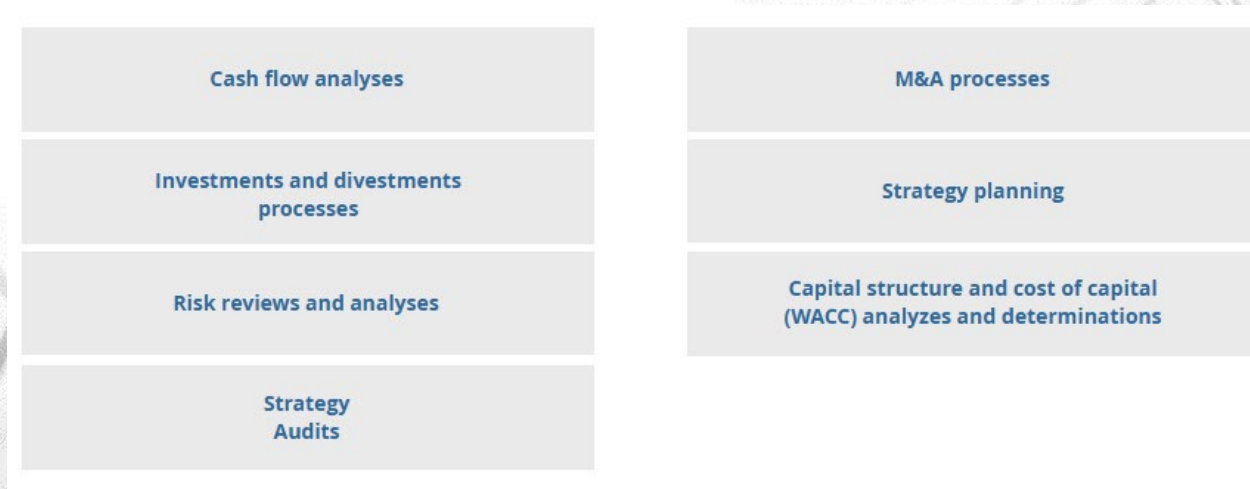 Cash flow analyses
Investments and divestments
processes
Risk reviews and analyses
Strategy
Audits
M&A processes
Strategy planning
Capital structure and cost of capital
(WACC) analyzes and determinations